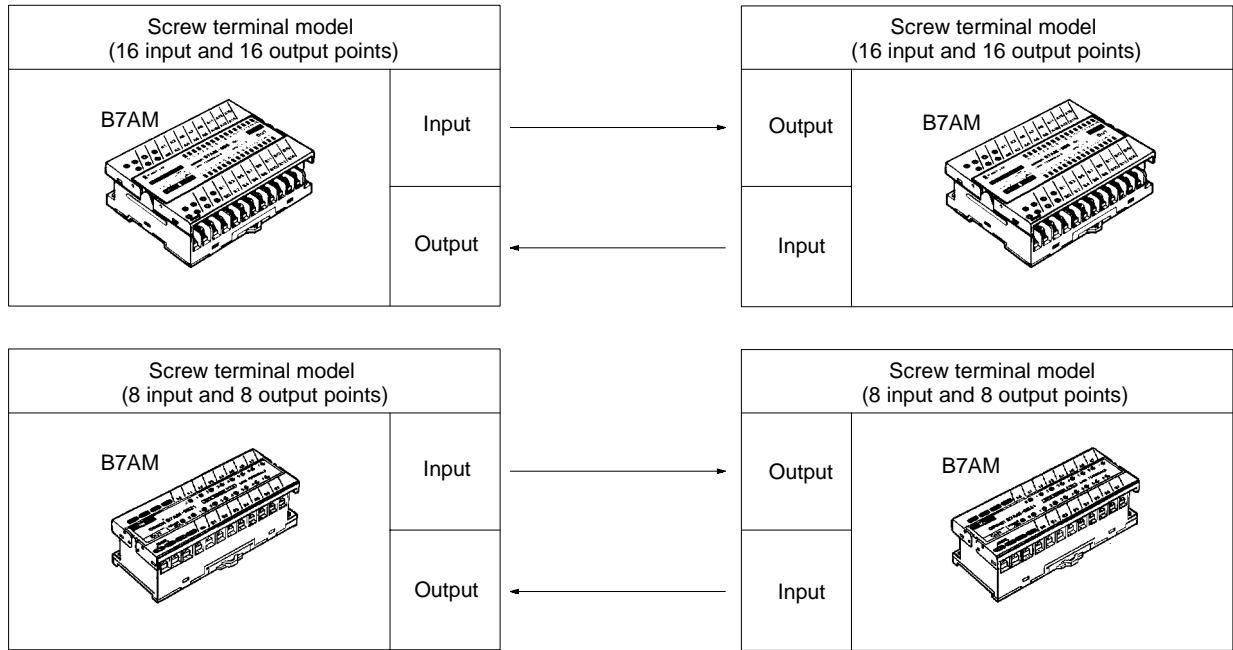 Screw terminal model
(16 input and 16 output points)
B7AM
Input
Output
Screw terminal model
(16 input and 16 output points)
Output
Input
B7AM
Screw terminal model
(8 input and 8 output points)
B7AM
Input
Output
Screw terminal model
(8 input and 8 output points)
Output
Input
B7AM